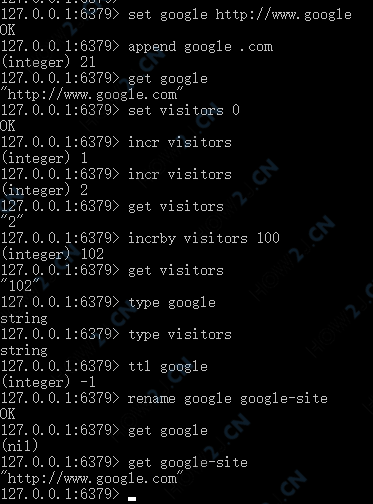 127.0.0.1:6379> set google http://www.google
OK
127.0.0.1:6379> append google .com
(integer) 21
127.0.0.1:6379> get google
"http://www.google.com"
127.0.0.1:6379> set visitors 0
OK
127.0.0.1:6379> incr visitors
(integer) 1
127.0.0.1:6379> incr visitors
(integer) 2
127.0.0.1:6379> get visitors
"2"
127.0.0.1:6379> incrby visitors 100
(integer) 102
127.0.0.1:6379> get visitors
"102"
127.0.0.1:6379> type google
string
127.0.0.1:6379> type visitors
string
127.0.0.1:6379> ttl google
(integer) -1
127.0.0.1:6379> rename google google-site
OK
127.0.0.1:6379> get google
(nil)
127.0.0.1:6379> get google-site
"http://www.google.com"
127.0.0.1:6379>